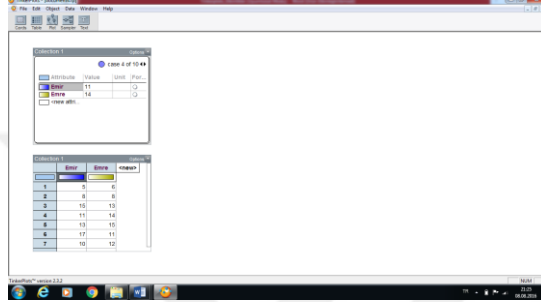 File Edit Object Data Window Help
Cards Table Plot Sampler Text
Collection 1 Options
case 4 of 10
Attribute Value Unit For...
Emir 11
Emre 14
<new attri...
Collection 1 Options
Emir Emre <new>
1 5 6
2 8 8
3 15 13
4 11 14
5 13 15
6 17 11
7 10 12
TinkerPlots™ version 2.3.2 NUM
TR 21:25
08.08.2016